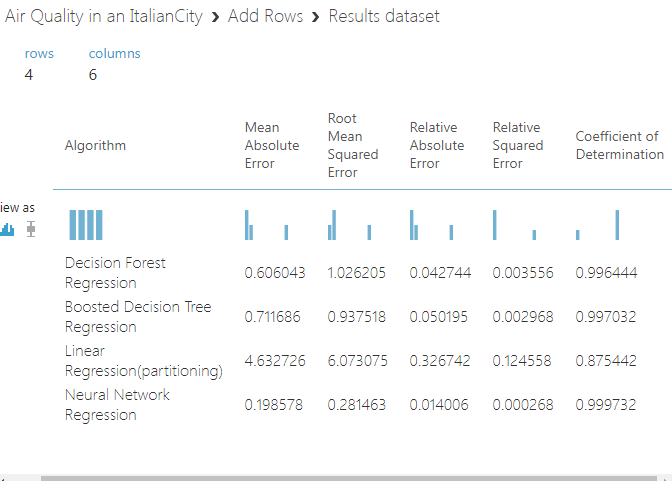 Air Quality in an ItalianCity ❯ Add Rows ❯ Results dataset
rows columns
4 6
Algorithm Mean Absolute Error Root Mean Squared Error Relative Absolute Error Relative Squared Error Coefficient of Determination
iew as
Decision Forest Regression 0.606043 1.026205 0.042744 0.003556 0.996444
Boosted Decision Tree Regression 0.711686 0.937518 0.050195 0.002968 0.997032
Linear Regression(partitioning) 4.632726 6.073075 0.326742 0.124558 0.875442
Neural Network Regression 0.198578 0.281463 0.014006 0.000268 0.999732